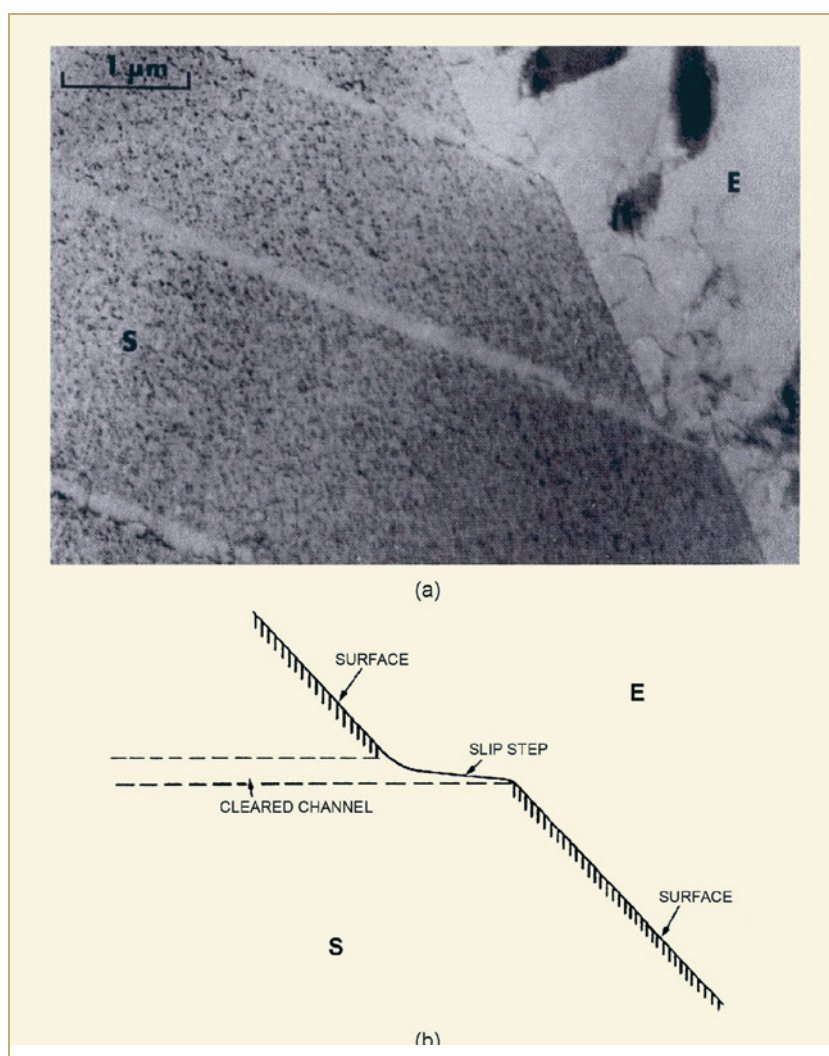 1 μm
E
S
(a)
SURFACE
E
SLIP STEP
CLEARED CHANNEL
SURFACE
S
(b)